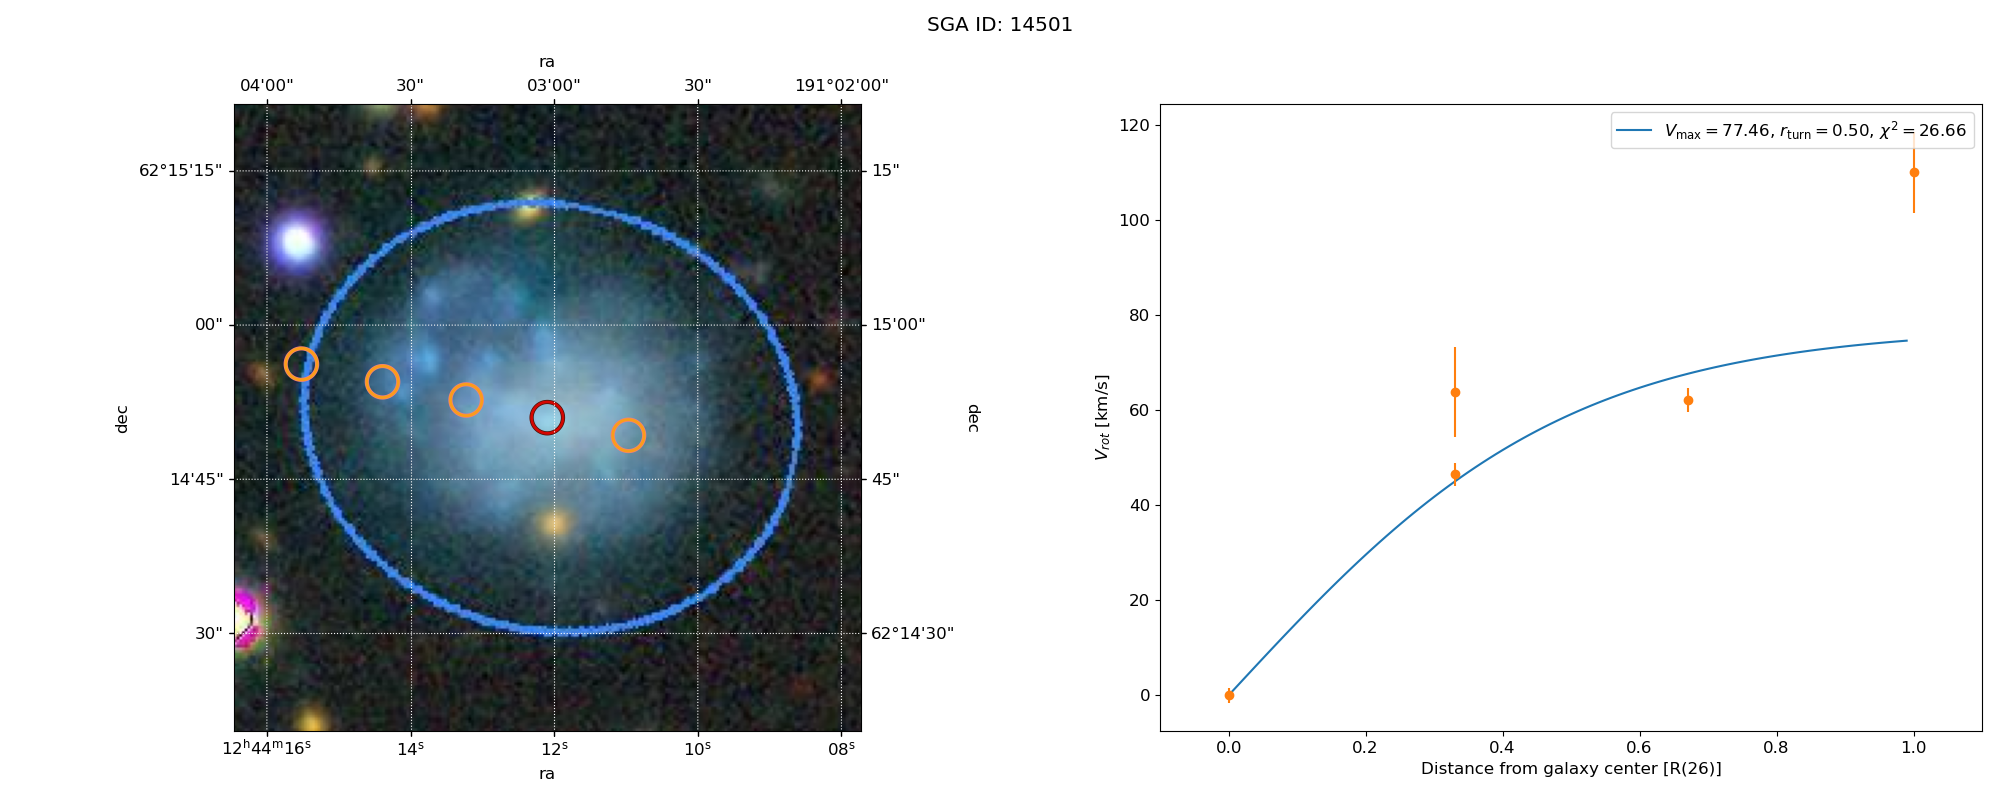 SGA ID: 14501
ra
04'00" 30" 03'00" 30" 191°02'00"
62°15'15" 15"
00" 15'00"
dec dec
14'45" 45"
30" 62°14'30"
12ʰ44ᵐ16ˢ 14ˢ 12ˢ 10ˢ 08ˢ
ra
120
100
80
60
40
20
0
V_rot [km/s]
V_max = 77.46, r_turn = 0.50, χ² = 26.66
0.0 0.2 0.4 0.6 0.8 1.0
Distance from galaxy center [R(26)]